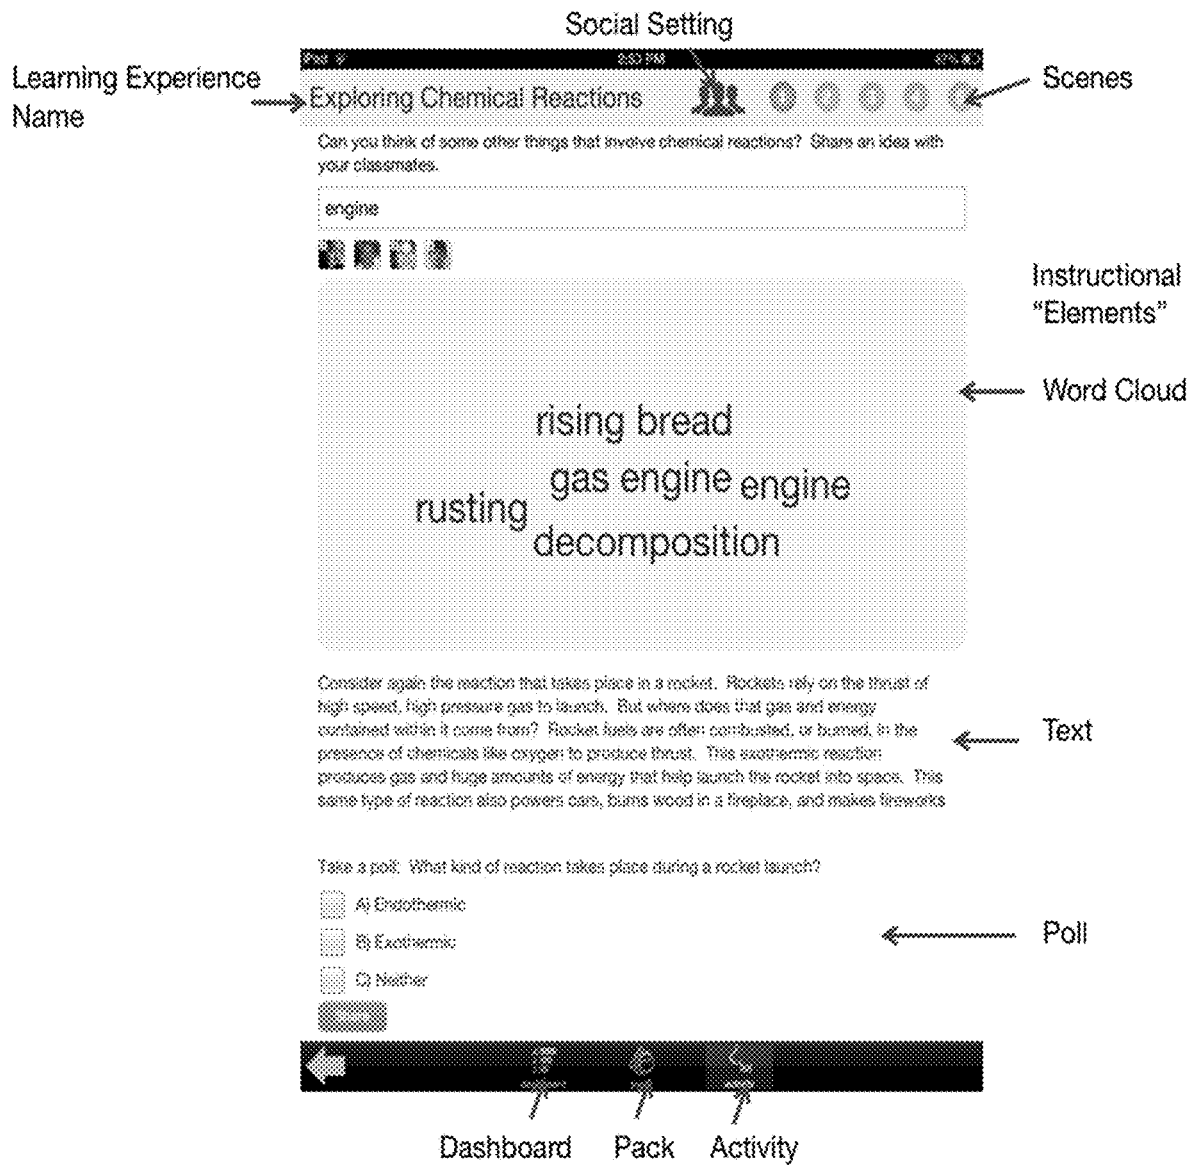 Social Setting
iPod
8:53 PM
Learning Experience
Name
Exploring Chemical Reactions
Scenes
Can you think of some other things that involve chemical reactions? Share an idea with
your classmates.
engine
Instructional
"Elements"
Word Cloud
rising bread
gas engine engine
rusting
decomposition
Consider again the reaction that takes place in a rocket. Rockets rely on the thrust of
high speed, high pressure gas to launch. But where does that gas and energy
contained within it come from? Rocket fuels are often combusted, or burned, in the
presence of chemicals like oxygen to produce thrust. This exothermic reaction
produces gas and huge amounts of energy that help launch the rocket into space. This
same type of reaction also powers cars, burns wood in a fireplace, and makes fireworks
Text
Take a poll: What kind of reaction takes place during a rocket launch?
A) Endothermic
B) Exothermic
C) Neither
Poll
Dashboard
Pack
Activity